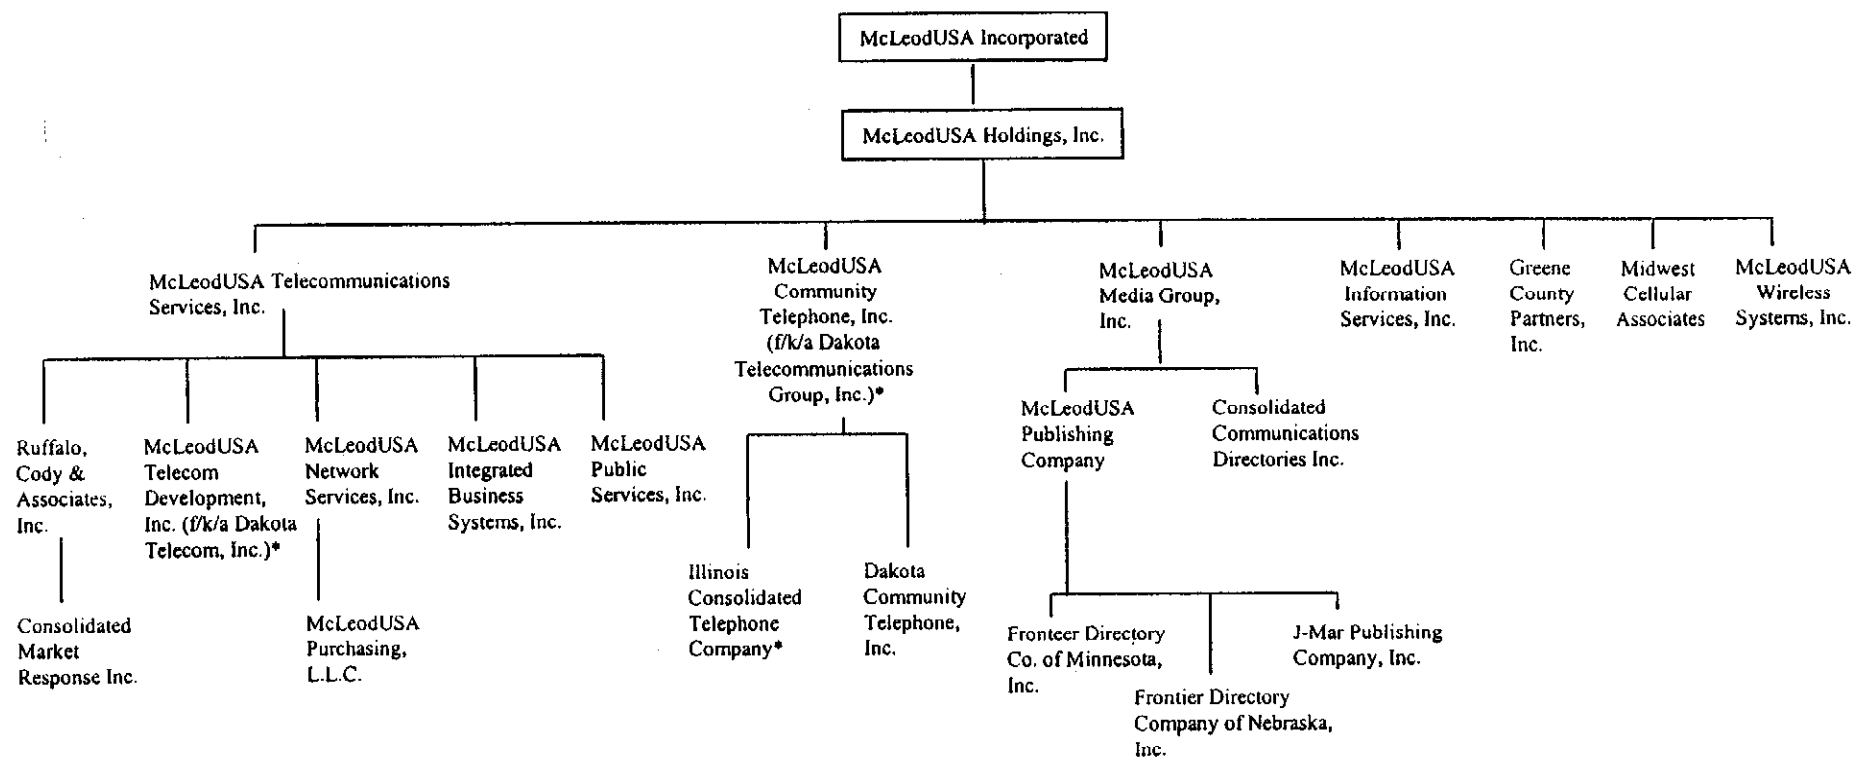 McLeodUSA Incorporated
McLeodUSA Holdings, Inc.
McLeodUSA Telecommunications
Services, Inc.
McLeodUSA
Community
Telephone, Inc.
(f/k/a Dakota
Telecommunications
Group, Inc.)*
McLeodUSA
Media Group,
Inc.
McLeodUSA
Information
Services, Inc.
Greene
County
Partners,
Inc.
Midwest
Cellular
Associates
McLeodUSA
Wireless
Systems, Inc.
Ruffalo,
Cody &
Associates,
Inc.
McLeodUSA
Telecom
Development,
Inc. (f/k/a Dakota
Telecom, Inc.)*
McLeodUSA
Network
Services, Inc.
McLeodUSA
Integrated
Business
Systems, Inc.
McLeodUSA
Public
Services, Inc.
McLeodUSA
Publishing
Company
Consolidated
Communications
Directories Inc.
Consolidated
Market
Response Inc.
McLeodUSA
Purchasing,
L.L.C.
Illinois
Consolidated
Telephone
Company*
Dakota
Community
Telephone,
Inc.
Fronteer Directory
Co. of Minnesota,
Inc.
Frontier Directory
Company of Nebraska,
Inc.
J-Mar Publishing
Company, Inc.